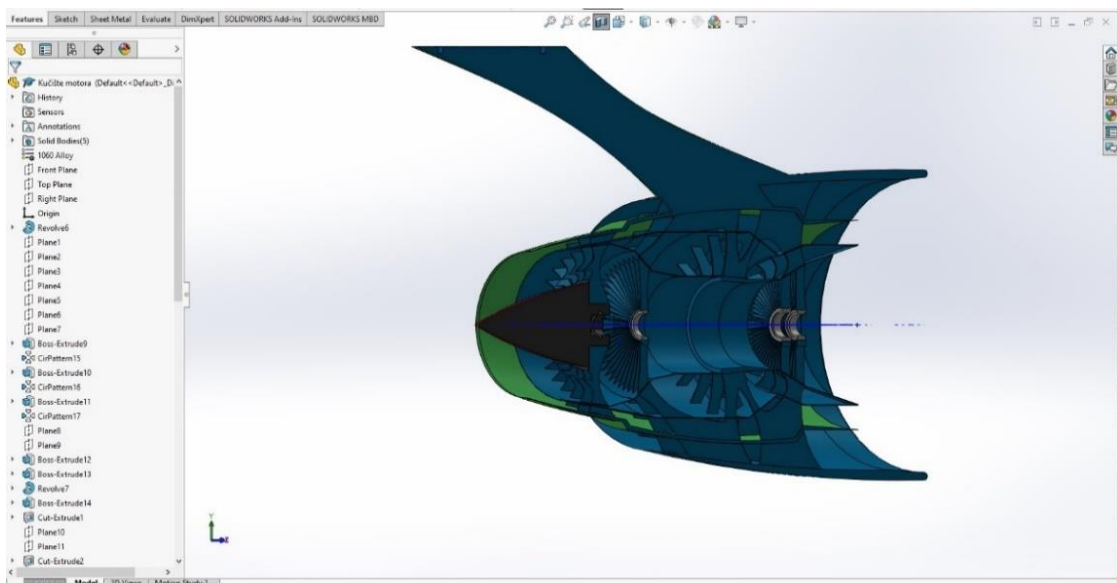 Features Sketch Sheet Metal Evaluate DimXpert SOLIDWORKS Add-Ins SOLIDWORKS MBD
Kućište motora (Default<<Default>_Di
History
Sensors
Annotations
Solid Bodies(5)
1060 Alloy
Front Plane
Top Plane
Right Plane
Origin
Revolve6
Plane1
Plane2
Plane3
Plane4
Plane5
Plane6
Plane7
Boss-Extrude9
CirPattern15
Boss-Extrude10
CirPattern16
Boss-Extrude11
CirPattern17
Plane8
Plane9
Boss-Extrude12
Boss-Extrude13
Revolve7
Boss-Extrude14
Cut-Extrude1
Plane10
Plane11
Cut-Extrude2
Y
Z
Model 3D Views Motion Study 1